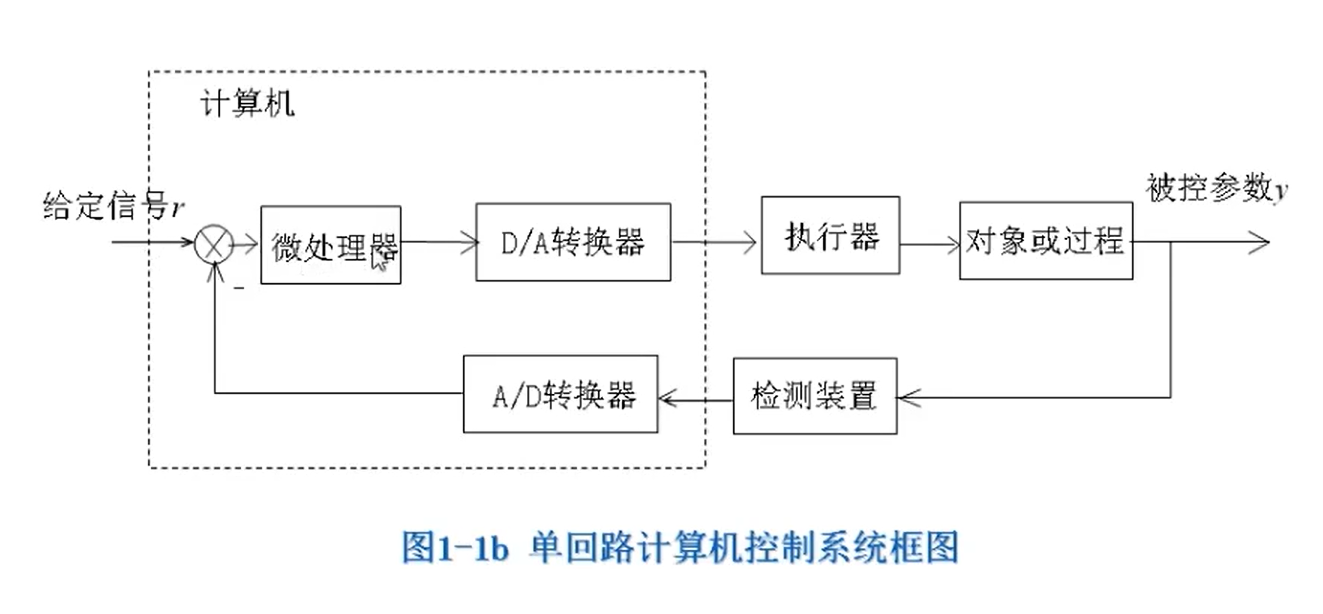 计算机
给定信号r
被控参数y
微处理器
D/A转换器
执行器
对象或过程
-
A/D转换器
检测装置
图1-1b 单回路计算机控制系统框图